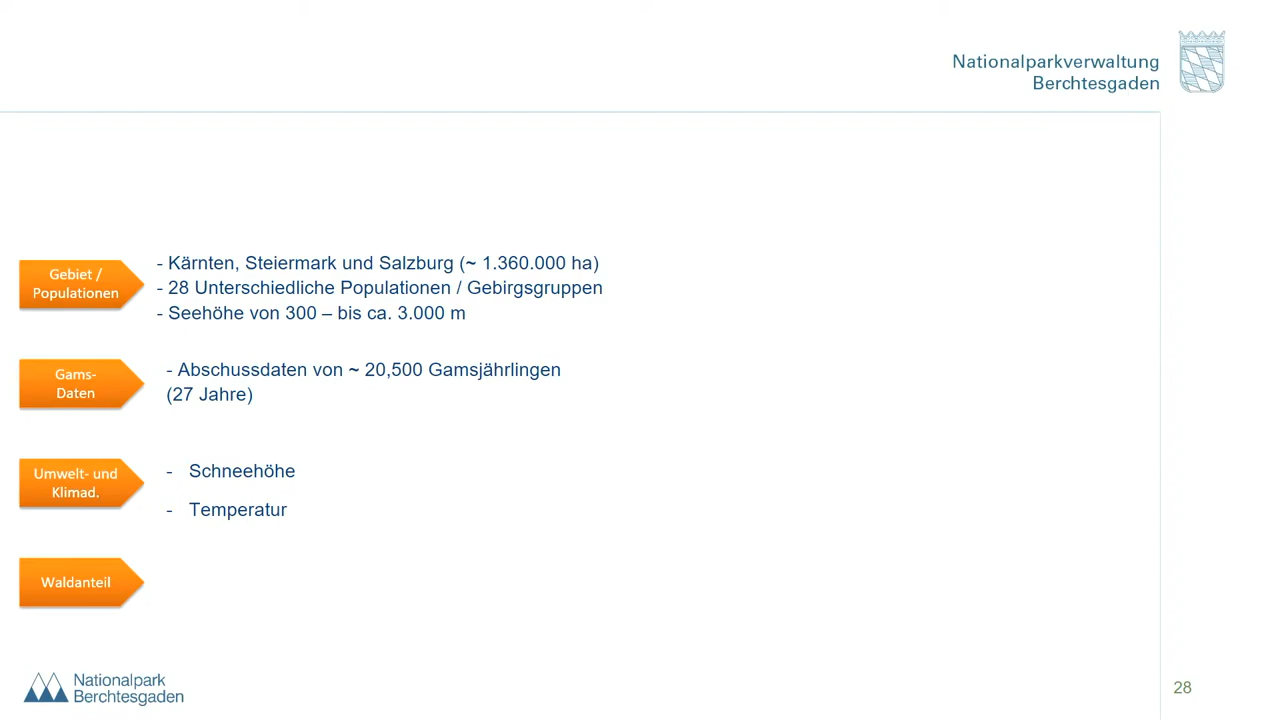 Nationalparkverwaltung
Berchtesgaden
Gebiet /
Populationen
- Kärnten, Steiermark und Salzburg (~ 1.360.000 ha)
- 28 Unterschiedliche Populationen / Gebirgsgruppen
- Seehöhe von 300 – bis ca. 3.000 m
Gams-
Daten
- Abschussdaten von ~ 20,500 Gamsjährlingen
(27 Jahre)
Umwelt- und
Klimad.
- Schneehöhe
- Temperatur
Waldanteil
Nationalpark
Berchtesgaden
28